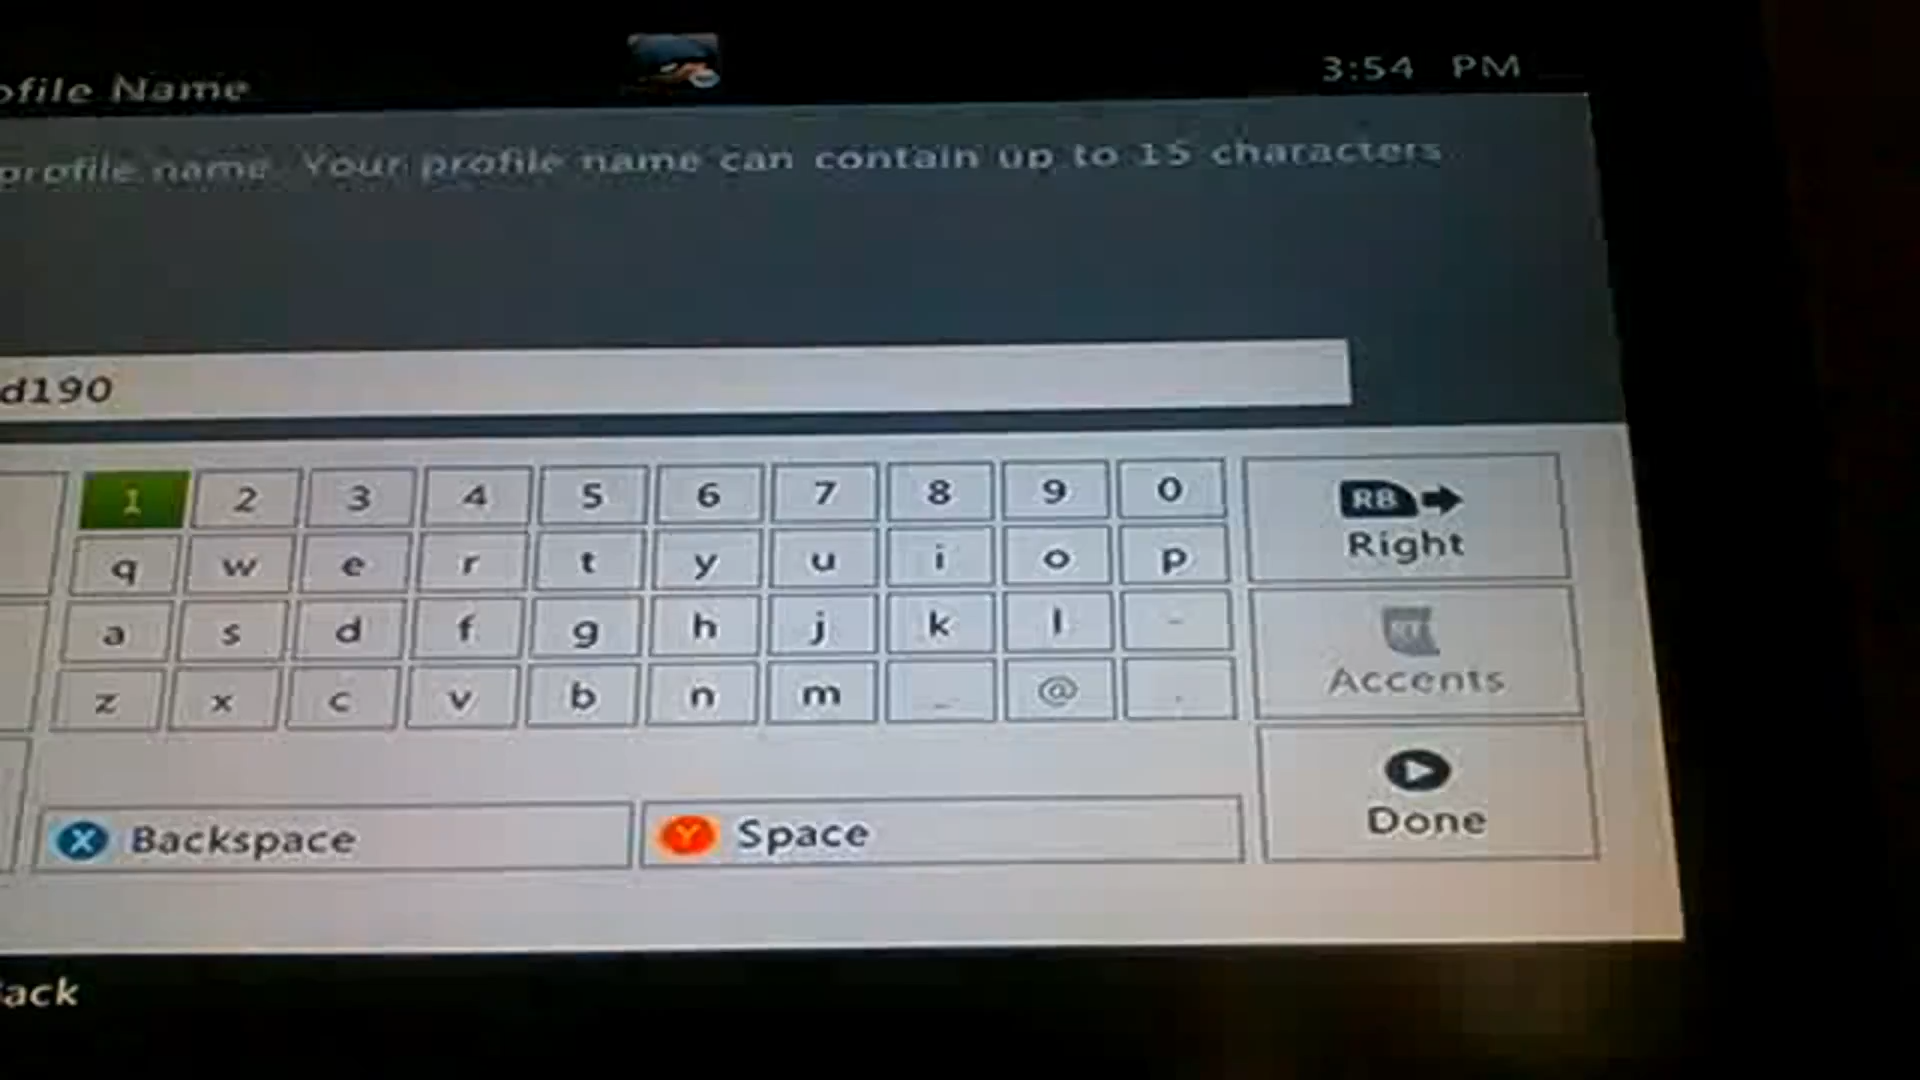 ofile Name
3:54 PM
profile name. Your profile name can contain up to 15 characters.
d190
1 2 3 4 5 6 7 8 9 0
RB Right
q w e r t y u i o p
a s d f g h j k l -
Accents
z x c v b n m _ @ .
X Backspace
Y Space
Done
ack